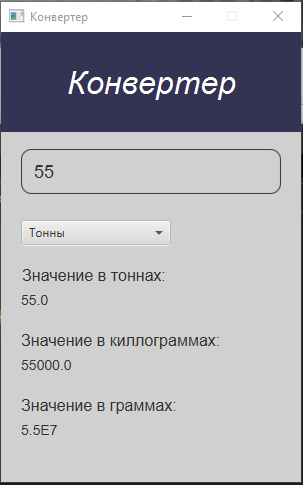 Конвертер
Конвертер
55
Тонны
Значение в тоннах:
55.0
Значение в киллограммах:
55000.0
Значение в граммах:
5.5E7